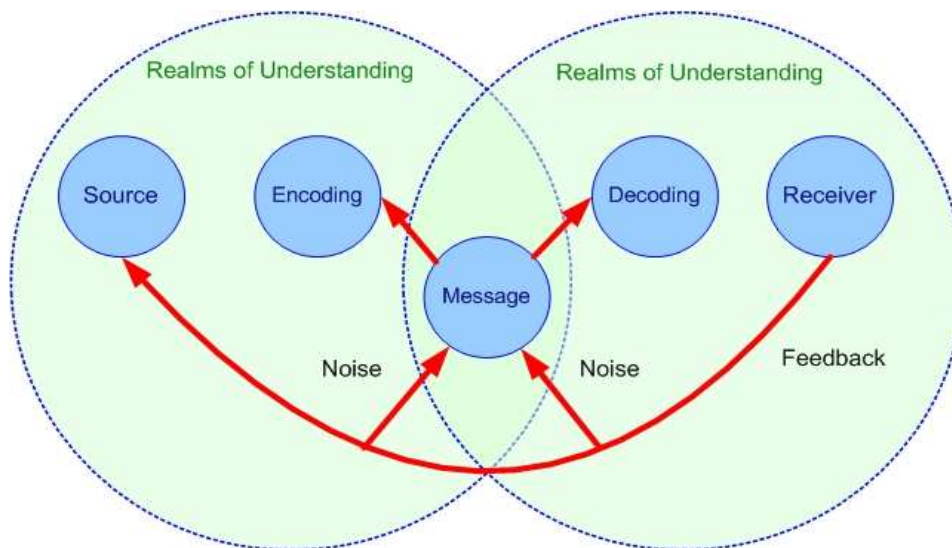 Realms of Understanding
Realms of Understanding
Source
Encoding
Decoding
Receiver
Message
Noise
Noise
Feedback